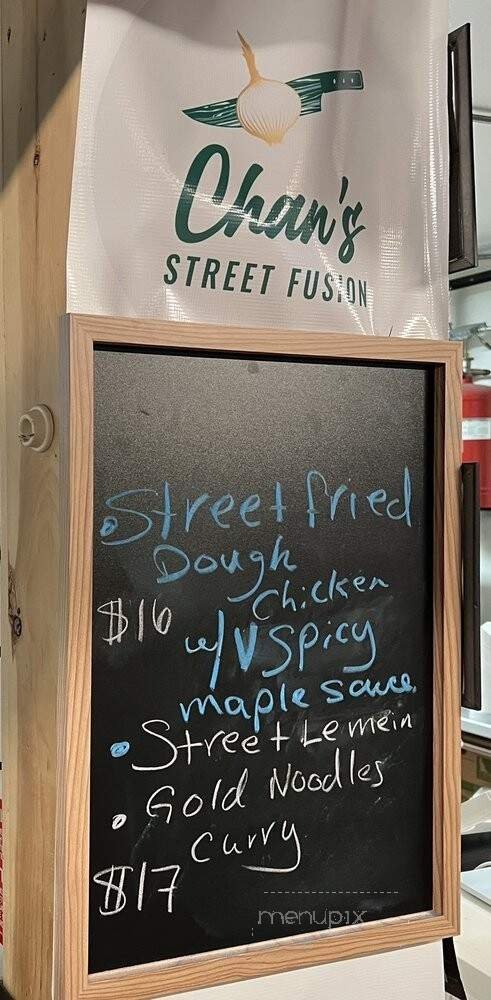 Chan's
STREET FUSION
Street fried
Dough
Chicken
$16
w/ V spicy
maple sauce
Street Lemein
Gold Noodles
Curry
$17
menupix